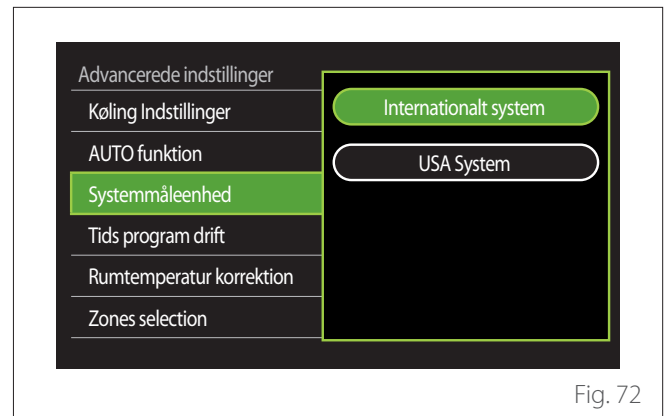 Advancerede indstillinger
Køling Indstillinger
AUTO funktion
Systemmåleenhed
Tids program drift
Rumtemperatur korrektion
Zones selection
Internationalt system
USA System
Fig. 72